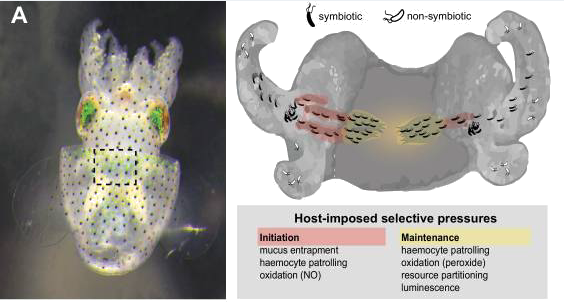 A
symbiotic
non-symbiotic
Host-imposed selective pressures
Initiation
mucus entrapment
haemocyte patrolling
oxidation (NO)
Maintenance
haemocyte patrolling
oxidation (peroxide)
resource partitioning
luminescence